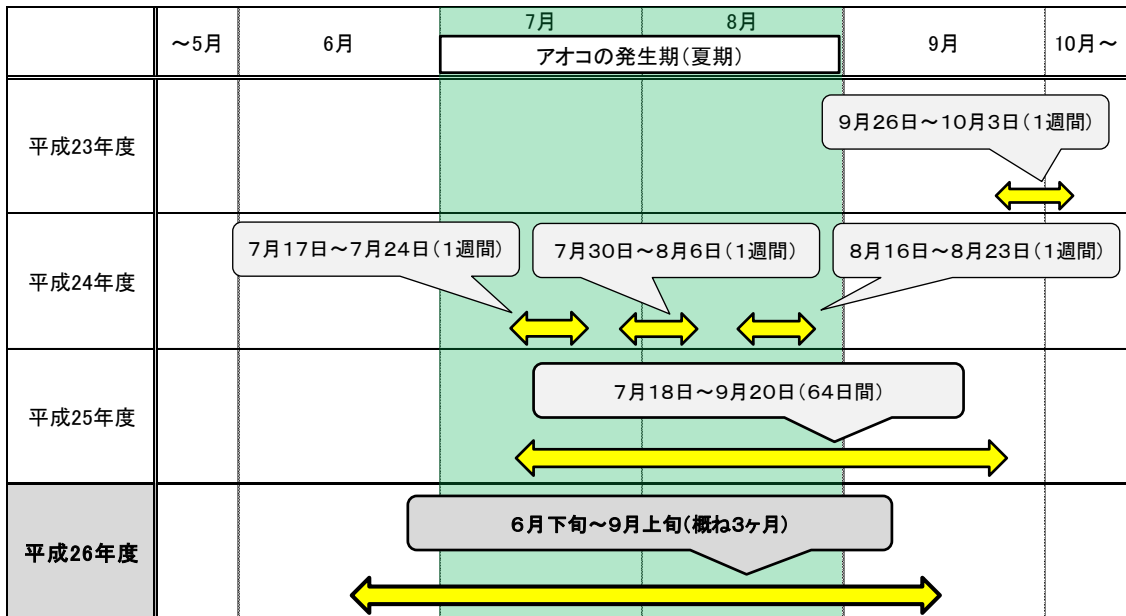 ～5月
6月
7月
8月
9月
10月～
アオコの発生期（夏期）
平成23年度
9月26日～10月3日（1週間）
平成24年度
7月17日～7月24日（1週間）
7月30日～8月6日（1週間）
8月16日～8月23日（1週間）
平成25年度
7月18日～9月20日（64日間）
平成26年度
6月下旬～9月上旬（概ね3ヶ月）